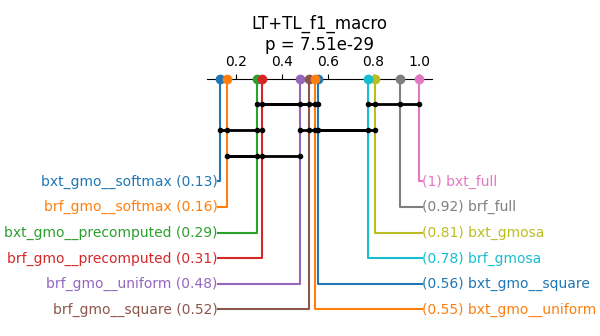 LT+TL_f1_macro
p = 7.51e-29
0.2 0.4 0.6 0.8 1.0
bxt_gmo__softmax (0.13) (1) bxt_full
brf_gmo__softmax (0.16) (0.92) brf_full
bxt_gmo__precomputed (0.29) (0.81) bxt_gmosa
brf_gmo__precomputed (0.31) (0.78) brf_gmosa
brf_gmo__uniform (0.48) (0.56) bxt_gmo__square
brf_gmo__square (0.52) (0.55) bxt_gmo__uniform